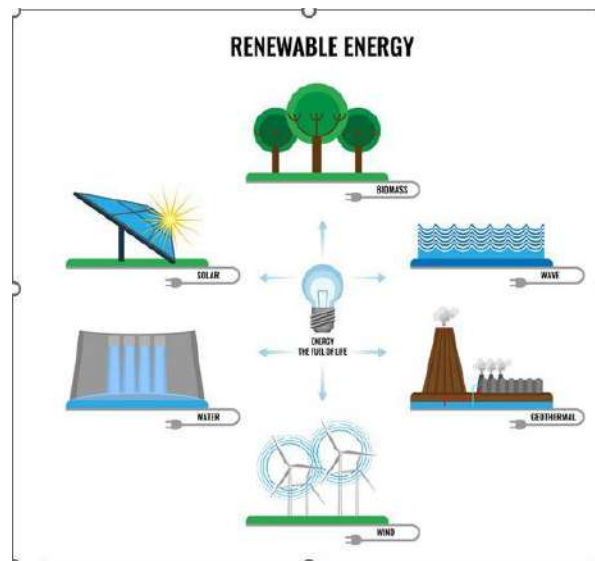 RENEWABLE ENERGY
BIOMASS
SOLAR
WAVE
ENERGY
THE FUEL OF LIFE
WATER
GEOTHERMAL
WIND